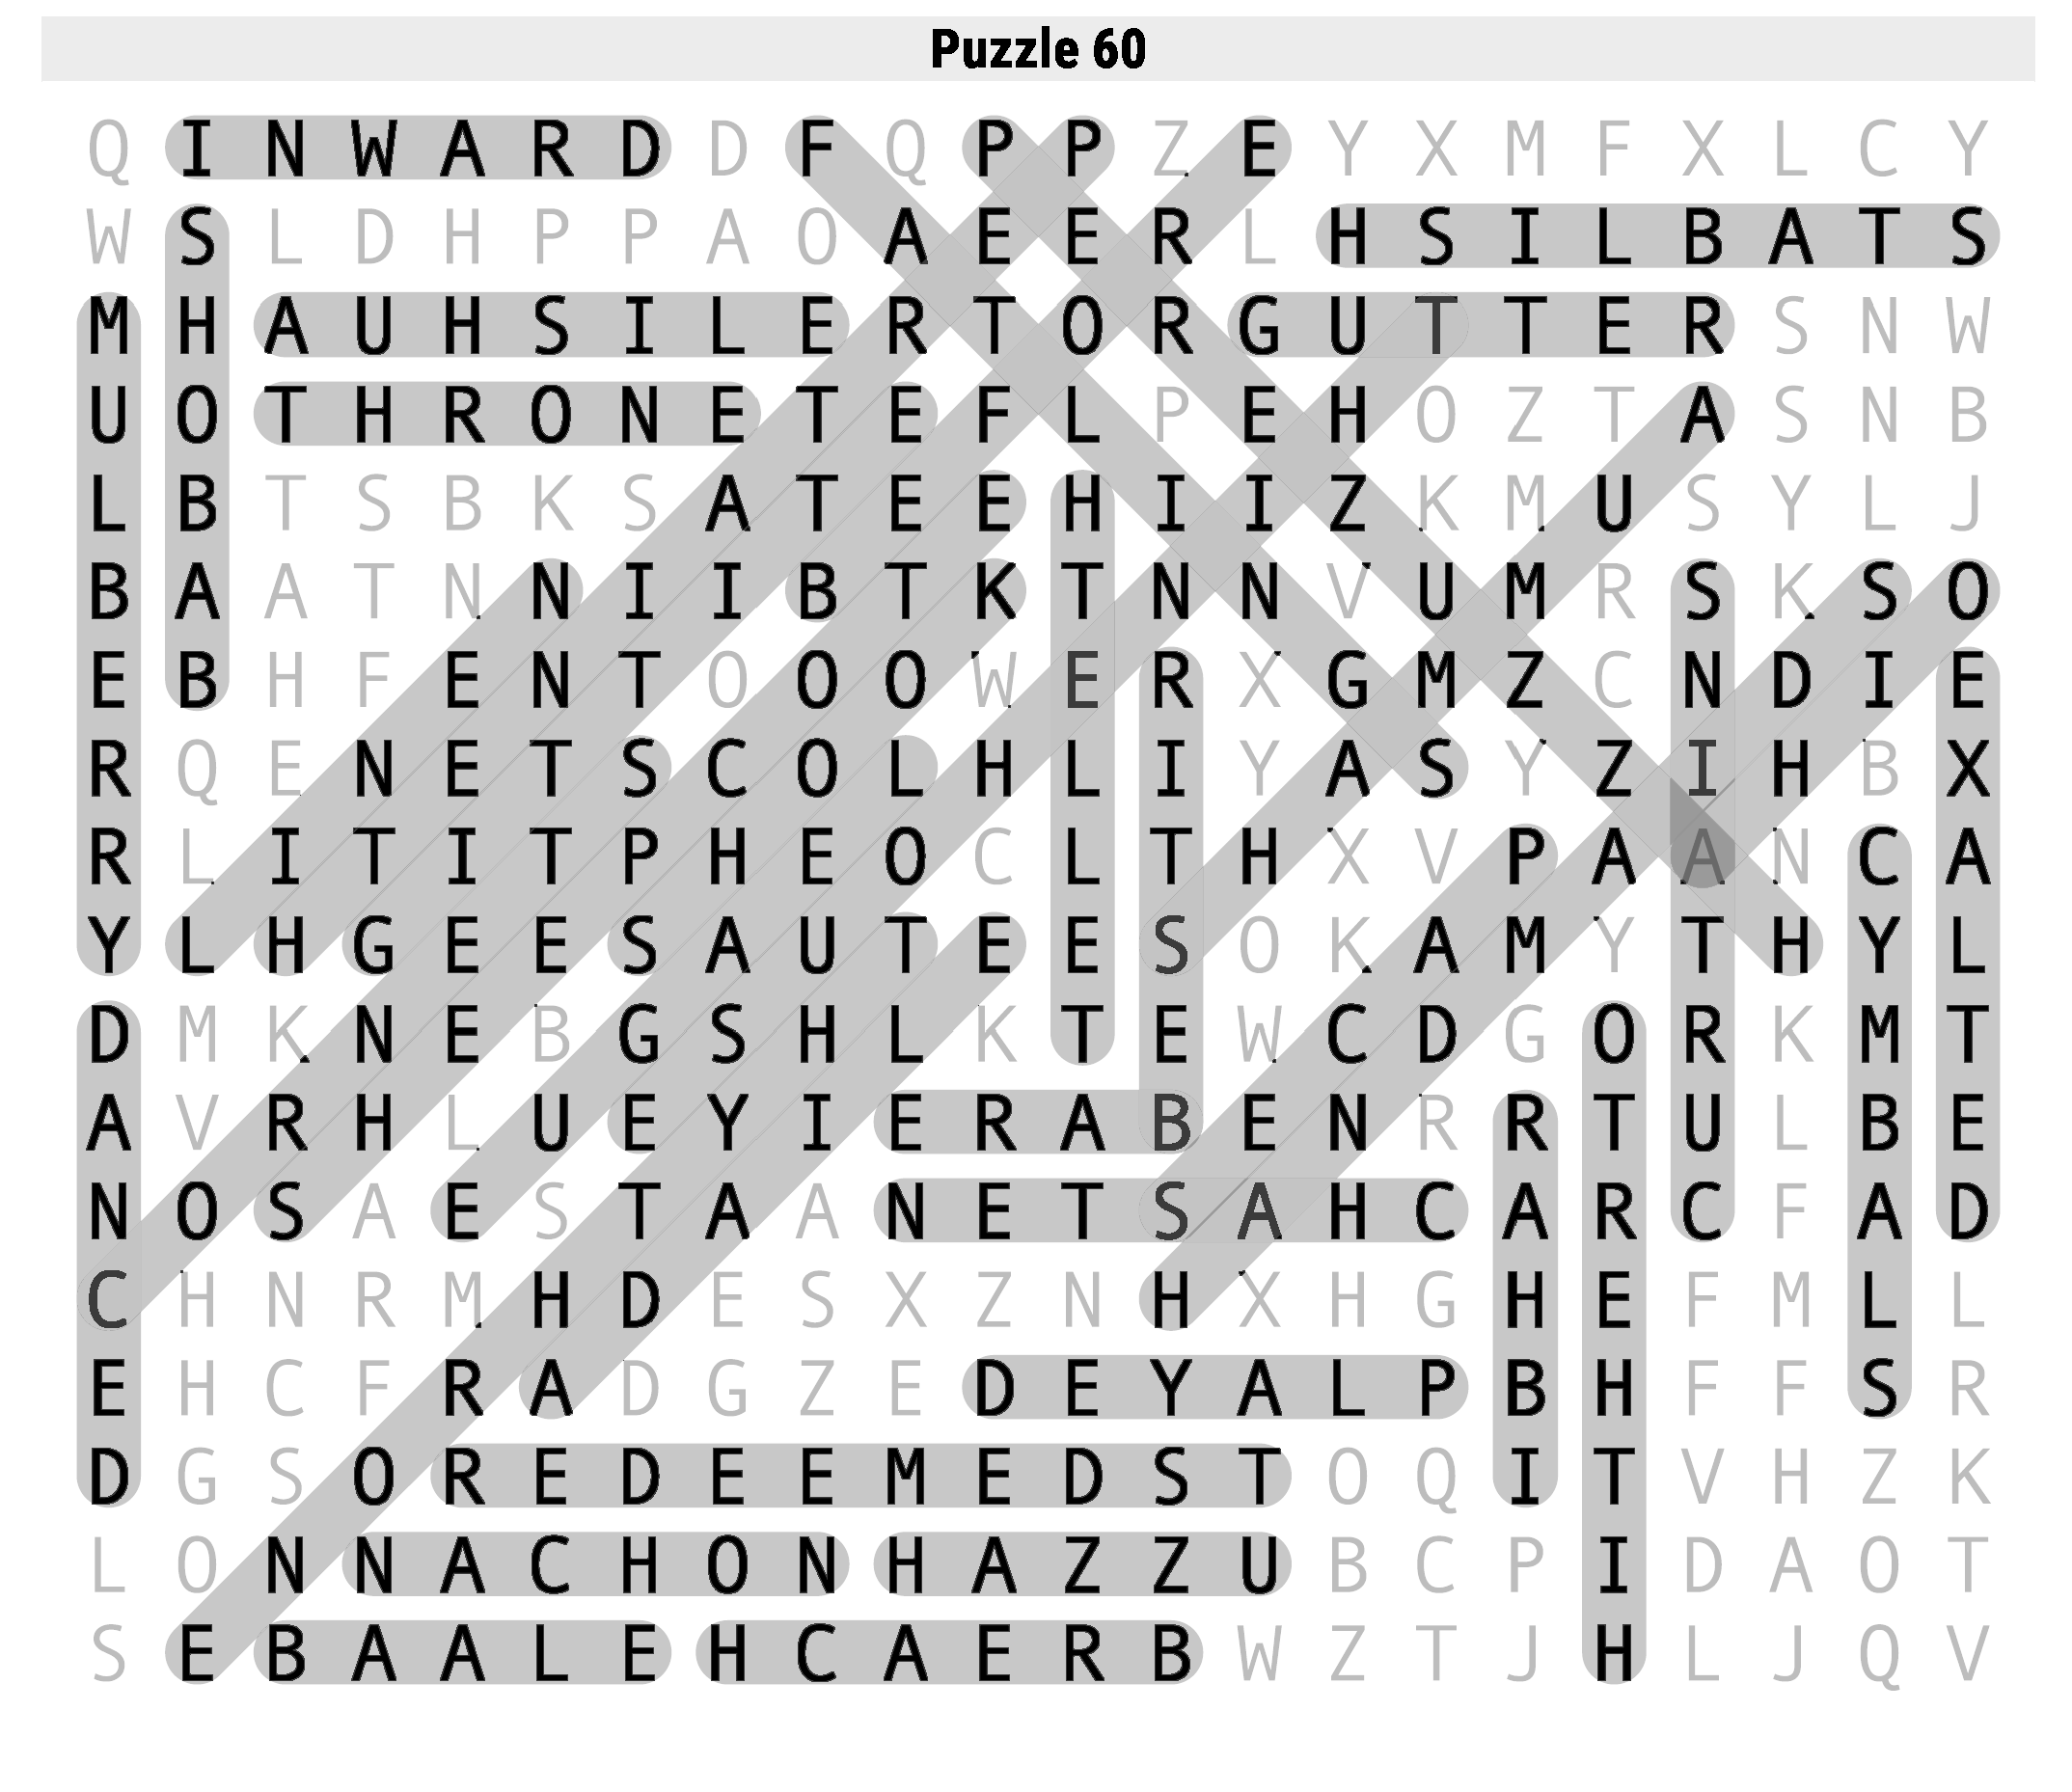 Puzzle 60
Q I N W A R D D F Q P P Z E Y X M F X L C Y
W S L D H P P A O A E E R L H S I L B A T S
M H A U H S I L E R T O R G U T T E R S N W
U O T H R O N E T E F L P E H O Z T A S N B
L B T S B K S A T E E H I I Z K M U S Y L J
B A A T N N I I B T K T N N V U M R S K S O
E B H F E N T O O O W E R X G M Z C N D I E
R Q E N E T S C O L H L I Y A S Y Z I H B X
R L I T I T P H E O C L T H X V P A A N C A
Y L H G E E S A U T E E S O K A M Y T H Y L
D M K N E B G S H L K T E W C D G O R K M T
A V R H L U E Y I E R A B E N R R T U L B E
N O S A E S T A A N E T S A H C A R C F A D
C H N R M H D E S X Z N H X H G H E F M L L
E H C F R A D G Z E D E Y A L P B H F F S R
D G S O R E D E E M E D S T O Q I T V H Z K
L O N N A C H O N H A Z Z U B C P I D A O T
S E B A A L E H C A E R B W Z T J H L J Q V